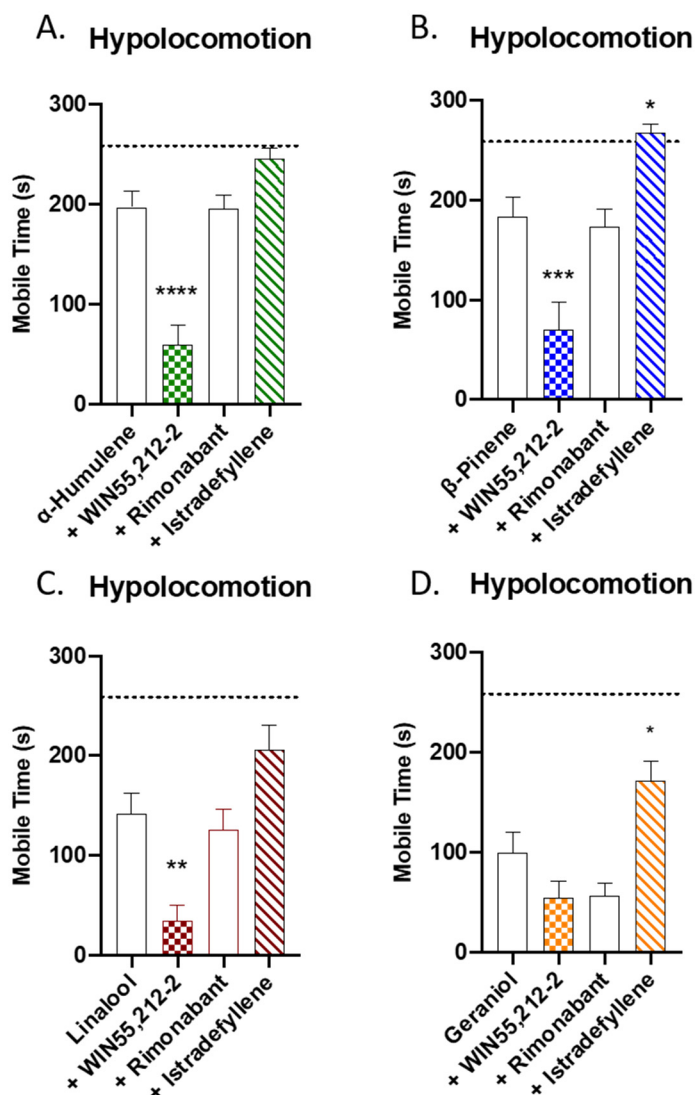 A. Hypolocomotion
300
200
100
0
Mobile Time (s)
****
α-Humulene
+ WIN55,212-2
+ Rimonabant
+ Istradefyllene
B. Hypolocomotion
300
200
100
0
Mobile Time (s)
***
*
β-Pinene
+ WIN55,212-2
+ Rimonabant
+ Istradefyllene
C. Hypolocomotion
300
200
100
0
Mobile Time (s)
**
Linalool
+ WIN55,212-2
+ Rimonabant
+ Istradefyllene
D. Hypolocomotion
300
200
100
0
Mobile Time (s)
*
Geraniol
+ WIN55,212-2
+ Rimonabant
+ Istradefyllene